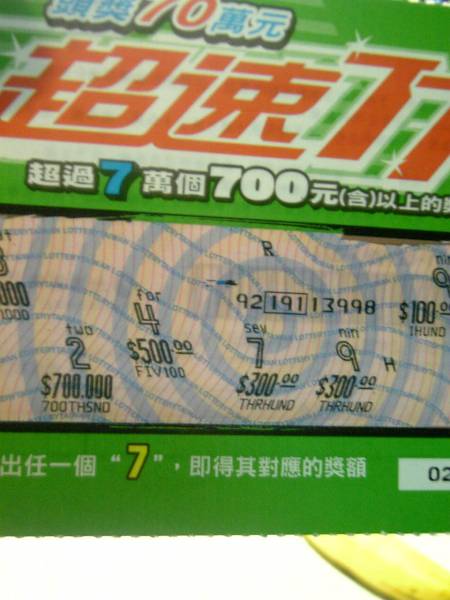 頭獎70萬元
超速
超過7萬個700元(含)以上的
R
92 191 13998
for
4
$500.00
FIV100
two
2
$700,000
700THSND
sev
7
$300.00
THRHUND
nin
9
H
$300.00
THRHUND
9
$100.00
1HUND
出任一個“7”，即得其對應的獎額
02